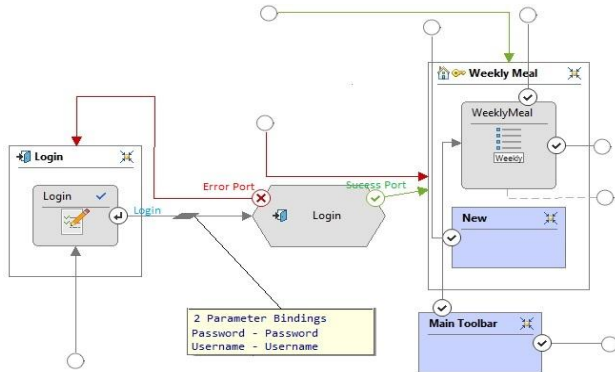 Weekly Meal
WeeklyMeal
Weekly
Login
Error Port
Sucess Port
Login
Login
Login
New
2 Parameter Bindings
Password - Password
Username - Username
Main Toolbar